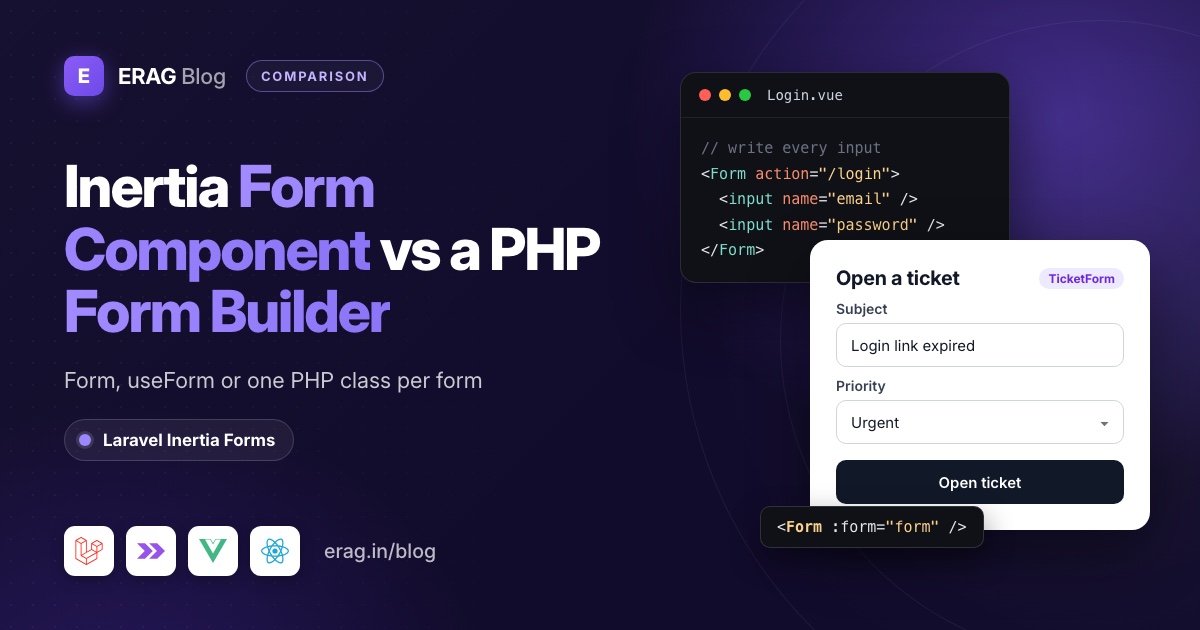 E ERAG Blog COMPARISON
Inertia Form
Component vs a PHP
Form Builder
Form, useForm or one PHP class per form
Laravel Inertia Forms
erag.in/blog
Login.vue
// write every input
<Form action="/login">
<input name="email" />
<input name="password" />
</Form>
Open a ticket TicketForm
Subject
Login link expired
Priority
Urgent
Open ticket
<Form :form="form" />